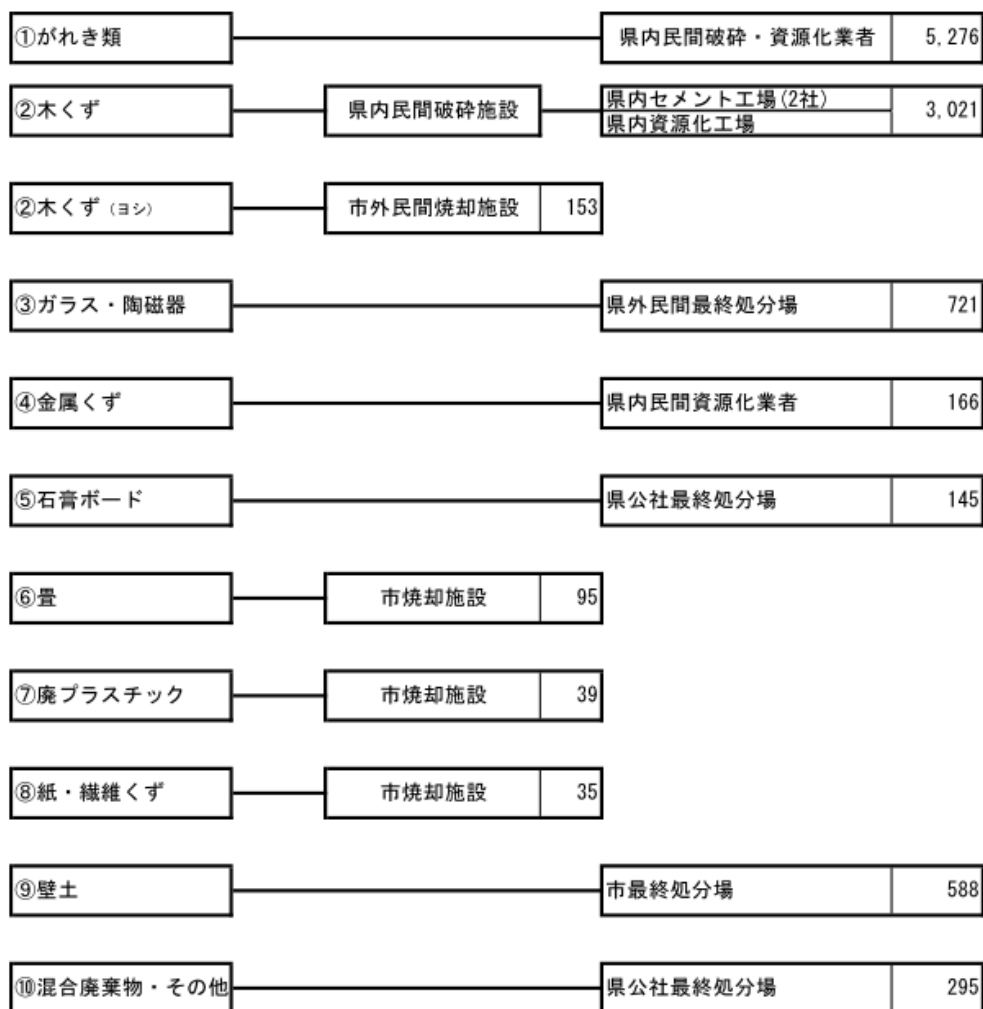 ①がれき類 県内民間破砕・資源化業者 5,276
②木くず 県内民間破砕施設 県内セメント工場(2社) 3,021
県内資源化工場
②木くず(ヨシ) 市外民間焼却施設 153
③ガラス・陶磁器 県外民間最終処分場 721
④金属くず 県内民間資源化業者 166
⑤石膏ボード 県公社最終処分場 145
⑥畳 市焼却施設 95
⑦廃プラスチック 市焼却施設 39
⑧紙・繊維くず 市焼却施設 35
⑨壁土 市最終処分場 588
⑩混合廃棄物・その他 県公社最終処分場 295